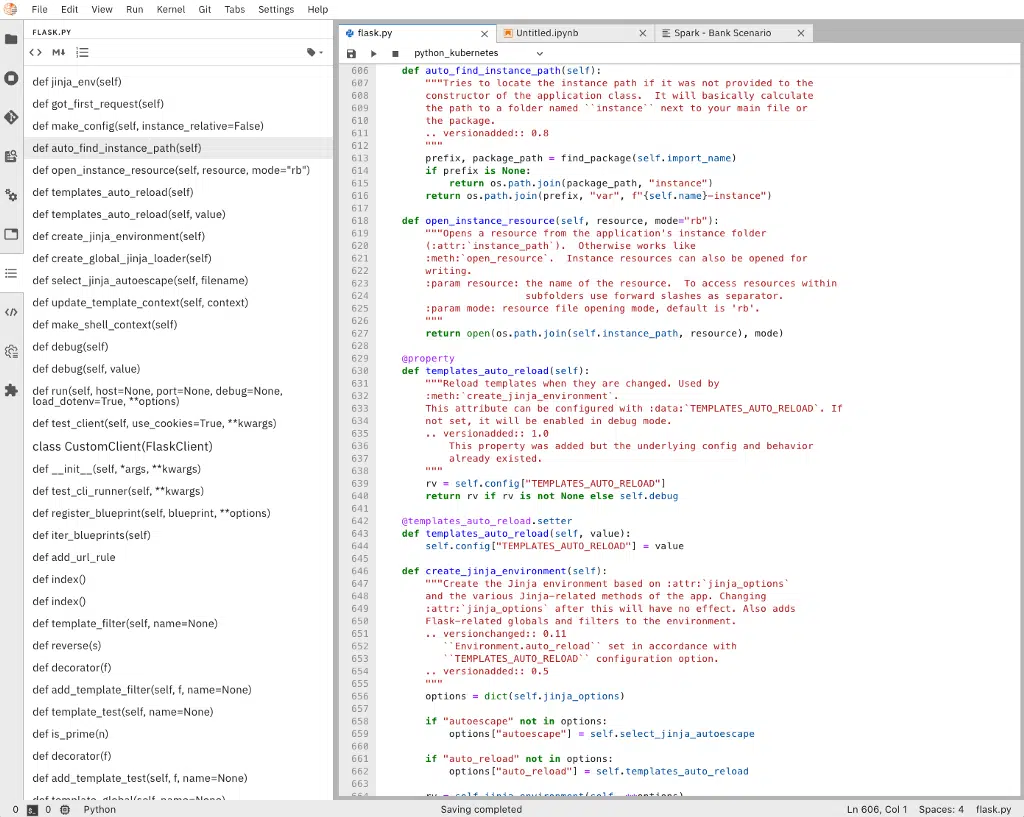 File Edit View Run Kernel Git Tabs Settings Help
FLASK.PY
M↓
def jinja_env(self)
def got_first_request(self)
def make_config(self, instance_relative=False)
def auto_find_instance_path(self)
def open_instance_resource(self, resource, mode="rb")
def templates_auto_reload(self)
def templates_auto_reload(self, value)
def create_jinja_environment(self)
def create_global_jinja_loader(self)
def select_jinja_autoescape(self, filename)
def update_template_context(self, context)
def make_shell_context(self)
def debug(self)
def debug(self, value)
def run(self, host=None, port=None, debug=None,
load_dotenv=True, **options)
def test_client(self, use_cookies=True, **kwargs)
class CustomClient(FlaskClient)
def __init__(self, *args, **kwargs)
def test_cli_runner(self, **kwargs)
def register_blueprint(self, blueprint, **options)
def iter_blueprints(self)
def add_url_rule
def index()
def index()
def template_filter(self, name=None)
def reverse(s)
def decorator(f)
def add_template_filter(self, f, name=None)
def template_test(self, name=None)
def is_prime(n)
def decorator(f)
def add_template_test(self, f, name=None)
def template_global(self, name=None)
flask.py Untitled.ipynb Spark - Bank Scenario
python_kubernetes
606 def auto_find_instance_path(self):
607 """Tries to locate the instance path if it was not provided to the
608 constructor of the application class. It will basically calculate
609 the path to a folder named ``instance`` next to your main file or
610 the package.
611 .. versionadded:: 0.8
612 """
613 prefix, package_path = find_package(self.import_name)
614 if prefix is None:
615 return os.path.join(package_path, "instance")
616 return os.path.join(prefix, "var", f"{self.name}-instance")
617
618 def open_instance_resource(self, resource, mode="rb"):
619 """Opens a resource from the application's instance folder
620 (:attr:`instance_path`). Otherwise works like
621 :meth:`open_resource`. Instance resources can also be opened for
622 writing.
623 :param resource: the name of the resource. To access resources within
624 subfolders use forward slashes as separator.
625 :param mode: resource file opening mode, default is 'rb'.
626 """
627 return open(os.path.join(self.instance_path, resource), mode)
628
629 @property
630 def templates_auto_reload(self):
631 """Reload templates when they are changed. Used by
632 :meth:`create_jinja_environment`.
633 This attribute can be configured with :data:`TEMPLATES_AUTO_RELOAD`. If
634 not set, it will be enabled in debug mode.
635 .. versionadded:: 1.0
636 This property was added but the underlying config and behavior
637 already existed.
638 """
639 rv = self.config["TEMPLATES_AUTO_RELOAD"]
640 return rv if rv is not None else self.debug
641
642 @templates_auto_reload.setter
643 def templates_auto_reload(self, value):
644 self.config["TEMPLATES_AUTO_RELOAD"] = value
645
646 def create_jinja_environment(self):
647 """Create the Jinja environment based on :attr:`jinja_options`
648 and the various Jinja-related methods of the app. Changing
649 :attr:`jinja_options` after this will have no effect. Also adds
650 Flask-related globals and filters to the environment.
651 .. versionchanged:: 0.11
652 ``Environment.auto_reload`` set in accordance with
653 ``TEMPLATES_AUTO_RELOAD`` configuration option.
654 .. versionadded:: 0.5
655 """
656 options = dict(self.jinja_options)
657
658 if "autoescape" not in options:
659 options["autoescape"] = self.select_jinja_autoescape
660
661 if "auto_reload" not in options:
662 options["auto_reload"] = self.templates_auto_reload
663
664 rv = self.jinja_environment(self, **options)
0 0 Python Saving completed Ln 606, Col 1 Spaces: 4 flask.py